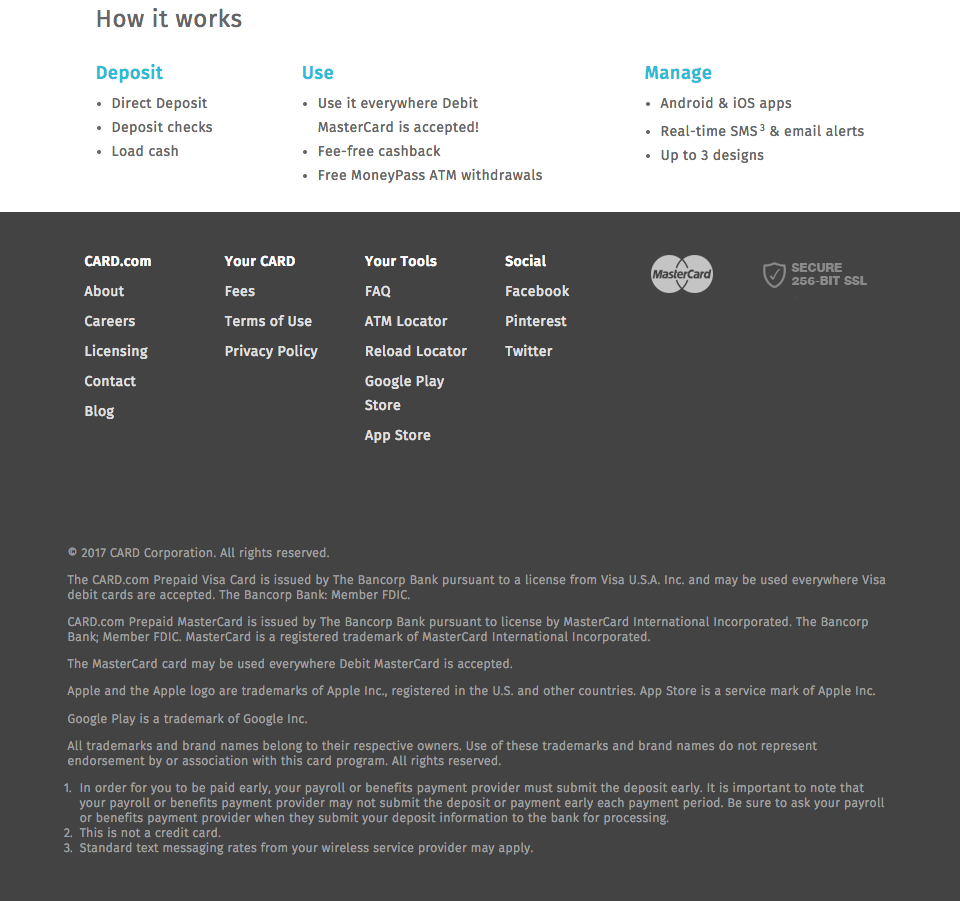 How it works
Deposit
• Direct Deposit
• Deposit checks
• Load cash
Use
• Use it everywhere Debit
MasterCard is accepted!
• Fee-free cashback
• Free MoneyPass ATM withdrawals
Manage
• Android & iOS apps
• Real-time SMS³ & email alerts
• Up to 3 designs
CARD.com
About
Careers
Licensing
Contact
Blog
Your CARD
Fees
Terms of Use
Privacy Policy
Your Tools
FAQ
ATM Locator
Reload Locator
Google Play
Store
App Store
Social
Facebook
Pinterest
Twitter
MasterCard
SECURE
256-BIT SSL
© 2017 CARD Corporation. All rights reserved.
The CARD.com Prepaid Visa Card is issued by The Bancorp Bank pursuant to a license from Visa U.S.A. Inc. and may be used everywhere Visa
debit cards are accepted. The Bancorp Bank: Member FDIC.
CARD.com Prepaid MasterCard is issued by The Bancorp Bank pursuant to license by MasterCard International Incorporated. The Bancorp
Bank; Member FDIC. MasterCard is a registered trademark of MasterCard International Incorporated.
The MasterCard card may be used everywhere Debit MasterCard is accepted.
Apple and the Apple logo are trademarks of Apple Inc., registered in the U.S. and other countries. App Store is a service mark of Apple Inc.
Google Play is a trademark of Google Inc.
All trademarks and brand names belong to their respective owners. Use of these trademarks and brand names do not represent
endorsement by or association with this card program. All rights reserved.
1. In order for you to be paid early, your payroll or benefits payment provider must submit the deposit early. It is important to note that
your payroll or benefits payment provider may not submit the deposit or payment early each payment period. Be sure to ask your payroll
or benefits payment provider when they submit your deposit information to the bank for processing.
2. This is not a credit card.
3. Standard text messaging rates from your wireless service provider may apply.